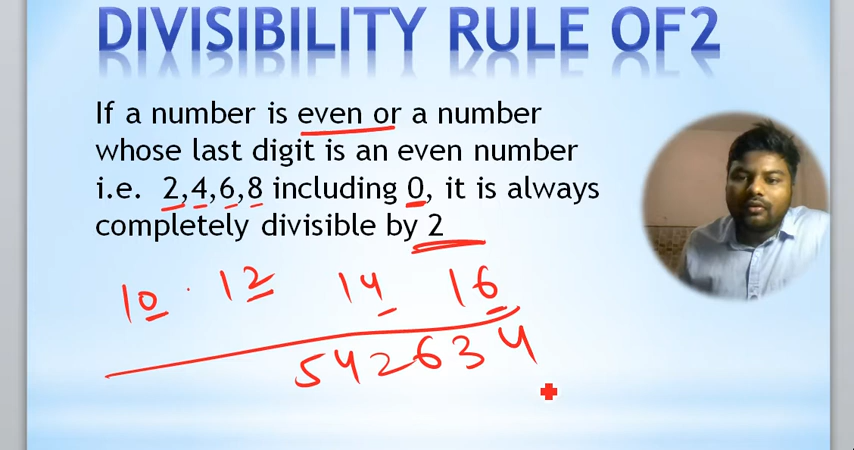 DIVISIBILITY RULE OF2
If a number is even or a number
whose last digit is an even number
i.e. 2,4,6,8 including 0, it is always
completely divisible by 2
10 . 12 14 16
542634